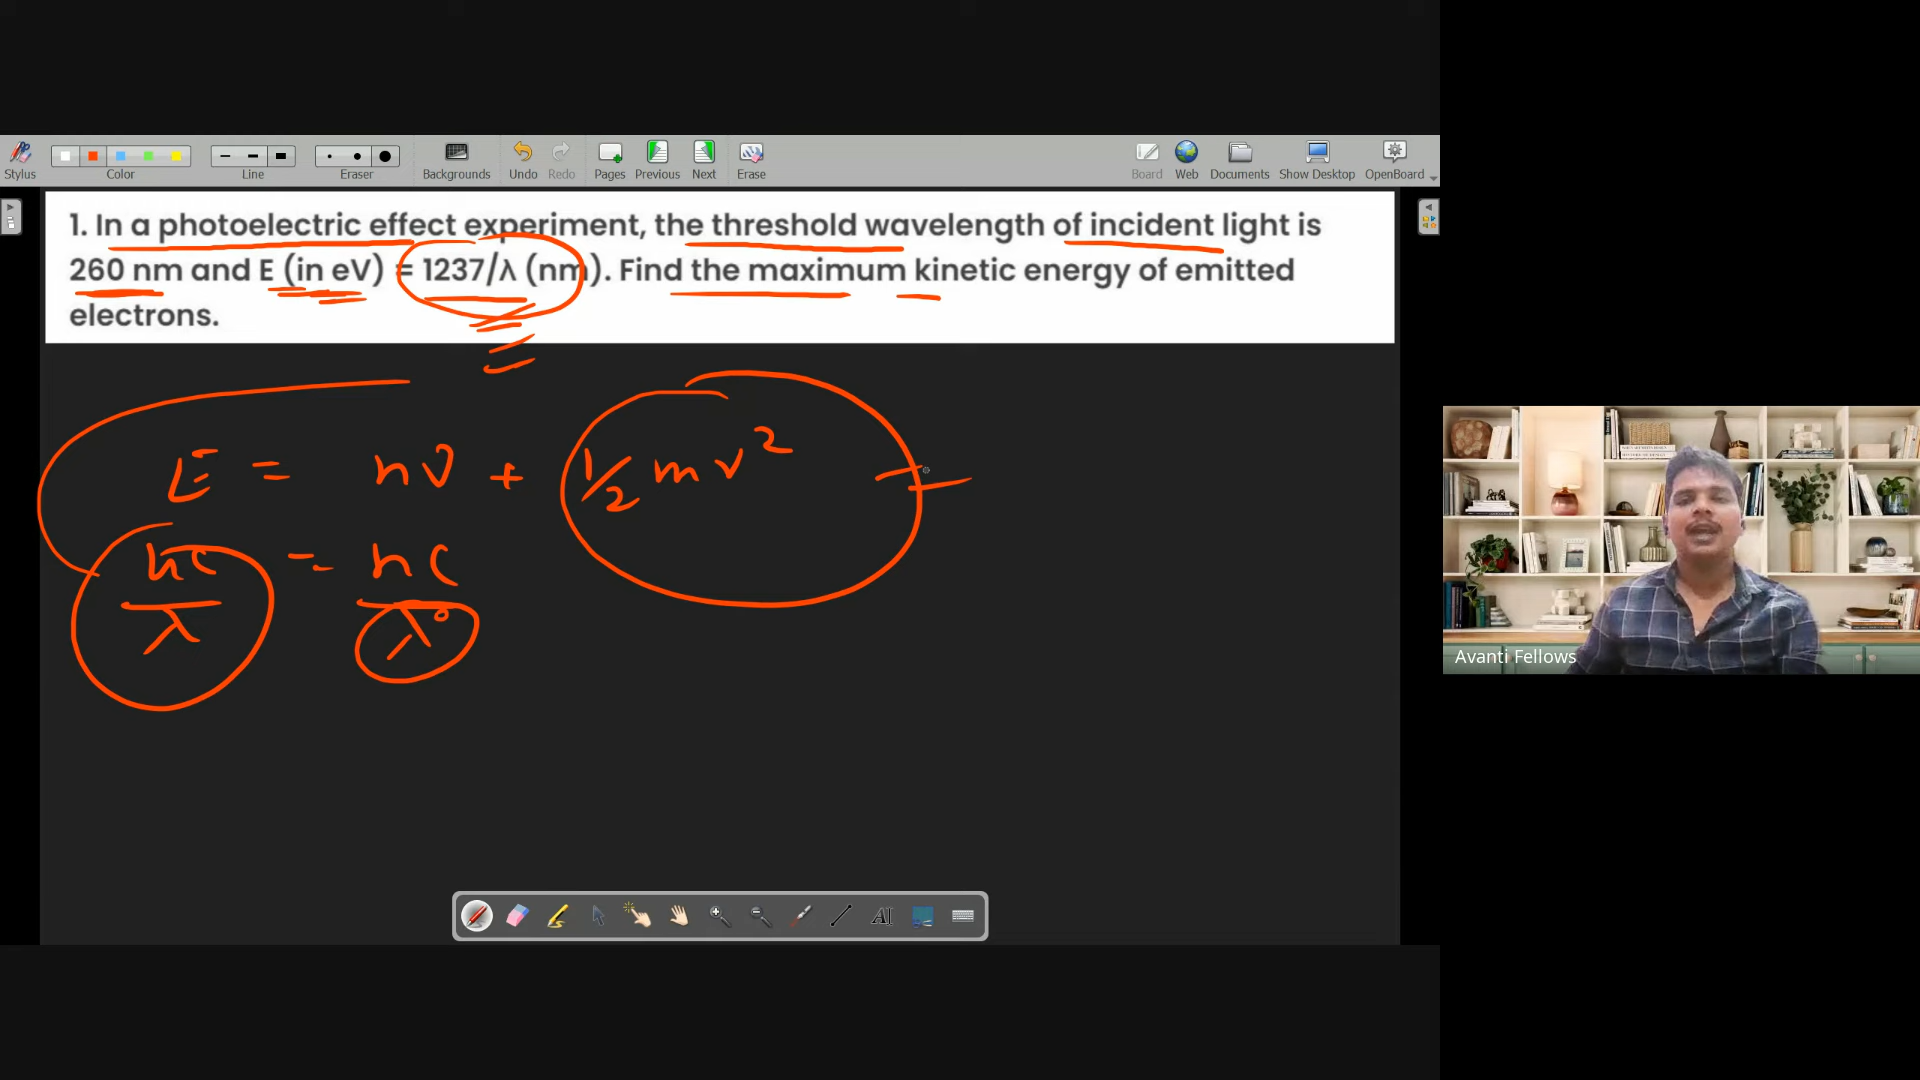 Stylus
Color
Line
Eraser
Backgrounds
Undo
Redo
Pages
Previous
Next
Erase
Board
Web
Documents
Show Desktop
OpenBoard
1. In a photoelectric effect experiment, the threshold wavelength of incident light is
260 nm and E (in eV) = 1237/λ (nm). Find the maximum kinetic energy of emitted
electrons.
E = hν + 1/2 mv²
hc/λ = hc/λ°
Avanti Fellows